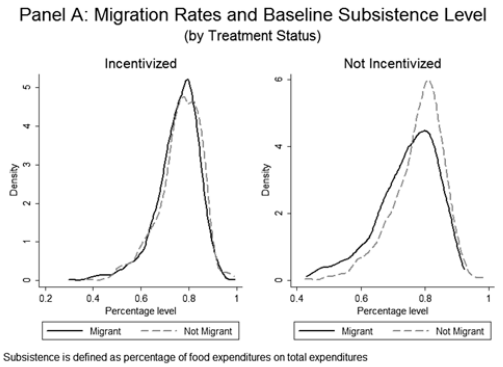 Panel A: Migration Rates and Baseline Subsistence Level
(by Treatment Status)
Incentivized
Not Incentivized
Density
5
4
3
2
1
0
0.2
0.4
0.6
0.8
1
Percentage level
Migrant
Not Migrant
Density
6
4
2
0
0.4
0.6
0.8
1
Percentage level
Migrant
Not Migrant
Subsistence is defined as percentage of food expenditures on total expenditures